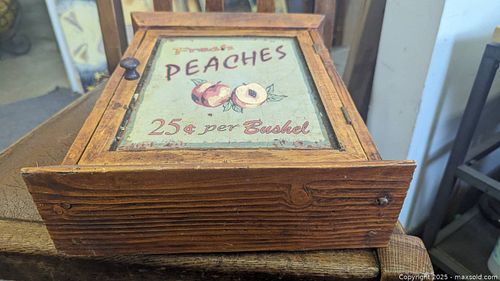 Fresh
PEACHES
25¢ per Bushel
Copyright © 2025 - maxsold.com